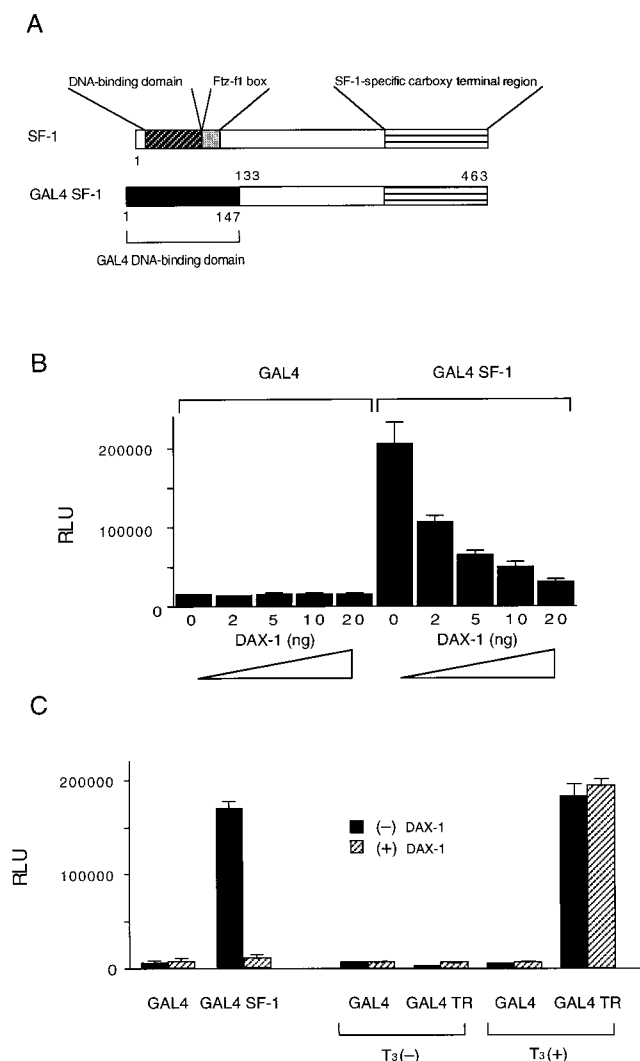 A
DNA-binding domain Ftz-f1 box SF-1-specific carboxy terminal region
SF-1
1
133 463
GAL4 SF-1
1 147
GAL4 DNA-binding domain
B
GAL4 GAL4 SF-1
200000
100000
0
RLU
0 2 5 10 20 0 2 5 10 20
DAX-1 (ng) DAX-1 (ng)
C
200000
100000
0
RLU
(−) DAX-1
(+) DAX-1
GAL4 GAL4 SF-1 GAL4 GAL4 TR GAL4 GAL4 TR
T3(−) T3(+)